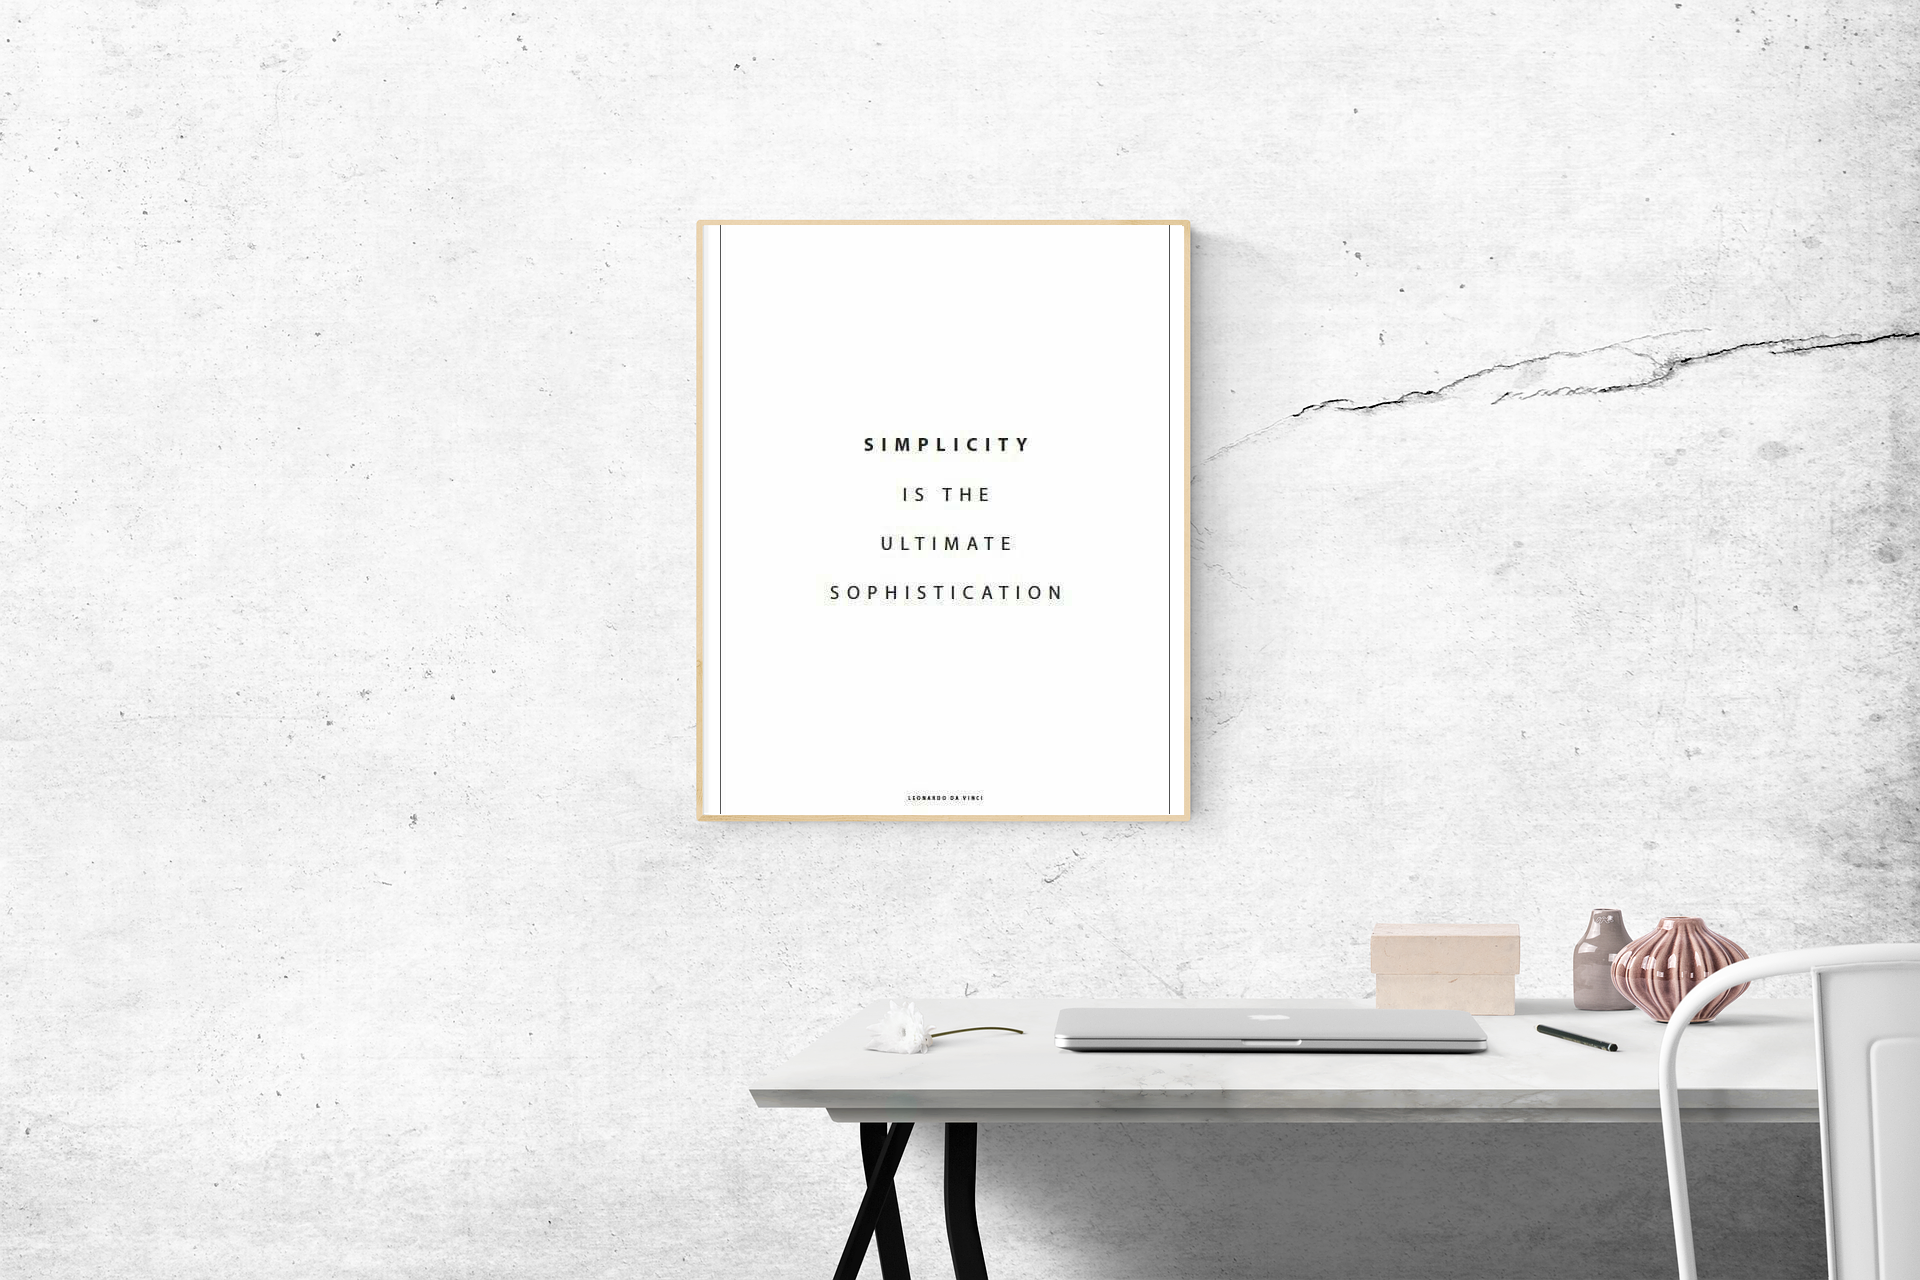 SIMPLICITY
IS THE
ULTIMATE
SOPHISTICATION
LEONARDO DA VINCI